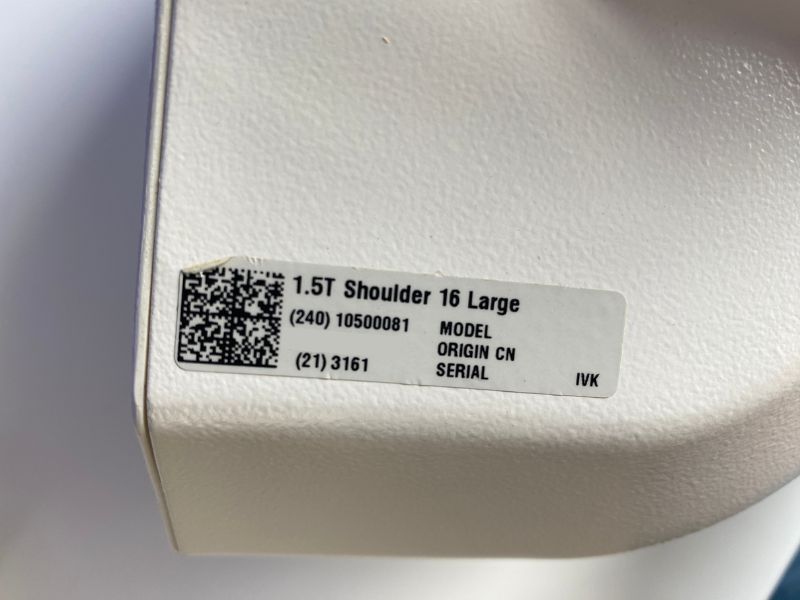 1.5T Shoulder 16 Large
(240) 10500081 MODEL
ORIGIN CN
(21) 3161 SERIAL
IVK